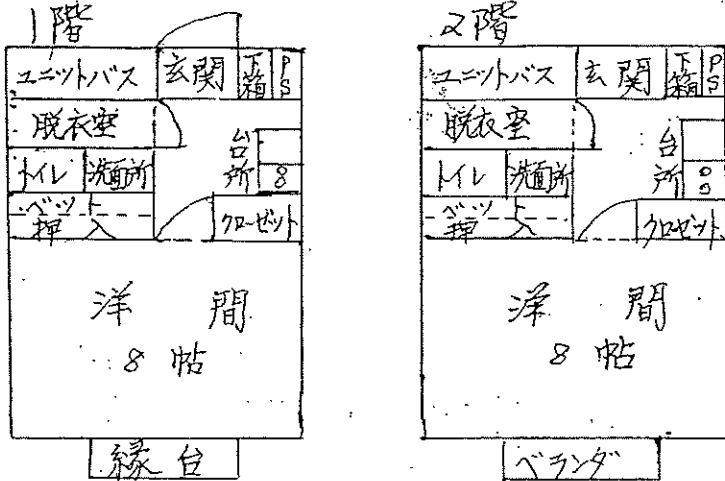 1階
ユニットバス 玄関 下箱 PS
脱衣室
台所
トイレ 洗面所
ベッツト
押入
クローゼット
洋間
8帖
縁台
2階
ユニットバス 玄関 下箱 PS
脱衣室
台所
トイレ 洗面所
ベッツト
押入
クロゼット
洋間
8帖
ベランダ